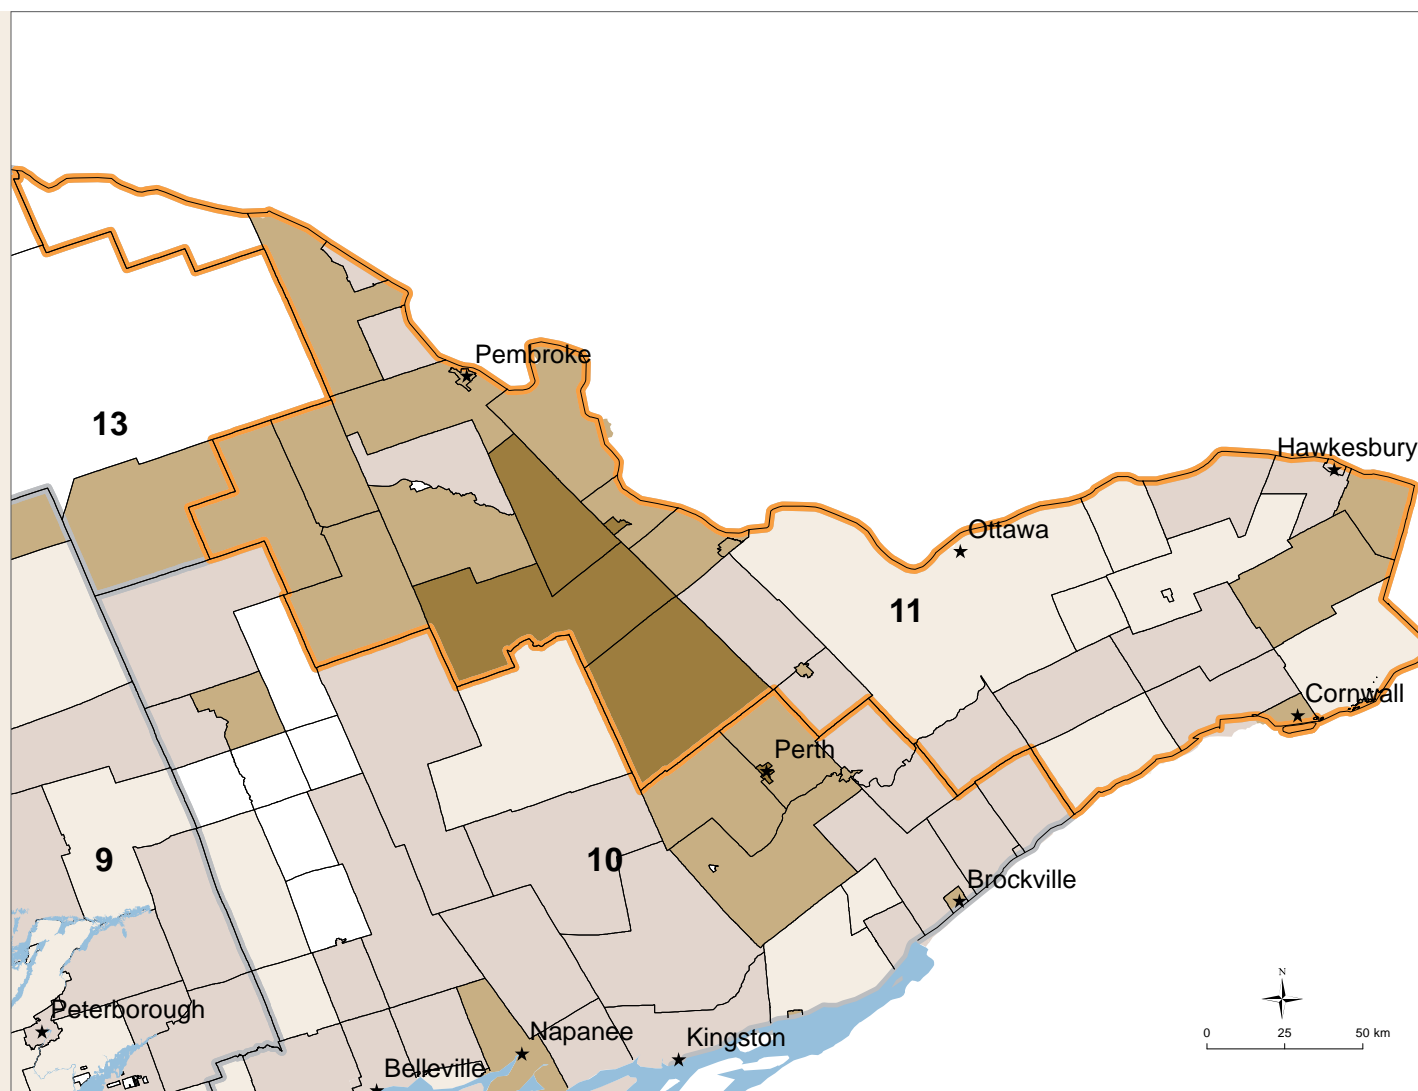 Pembroke
13
Hawkesbury
Ottawa
11
Cornwall
Perth
9
10
Brockville
N
Peterborough
Napanee
Kingston
0 25 50 km
Belleville